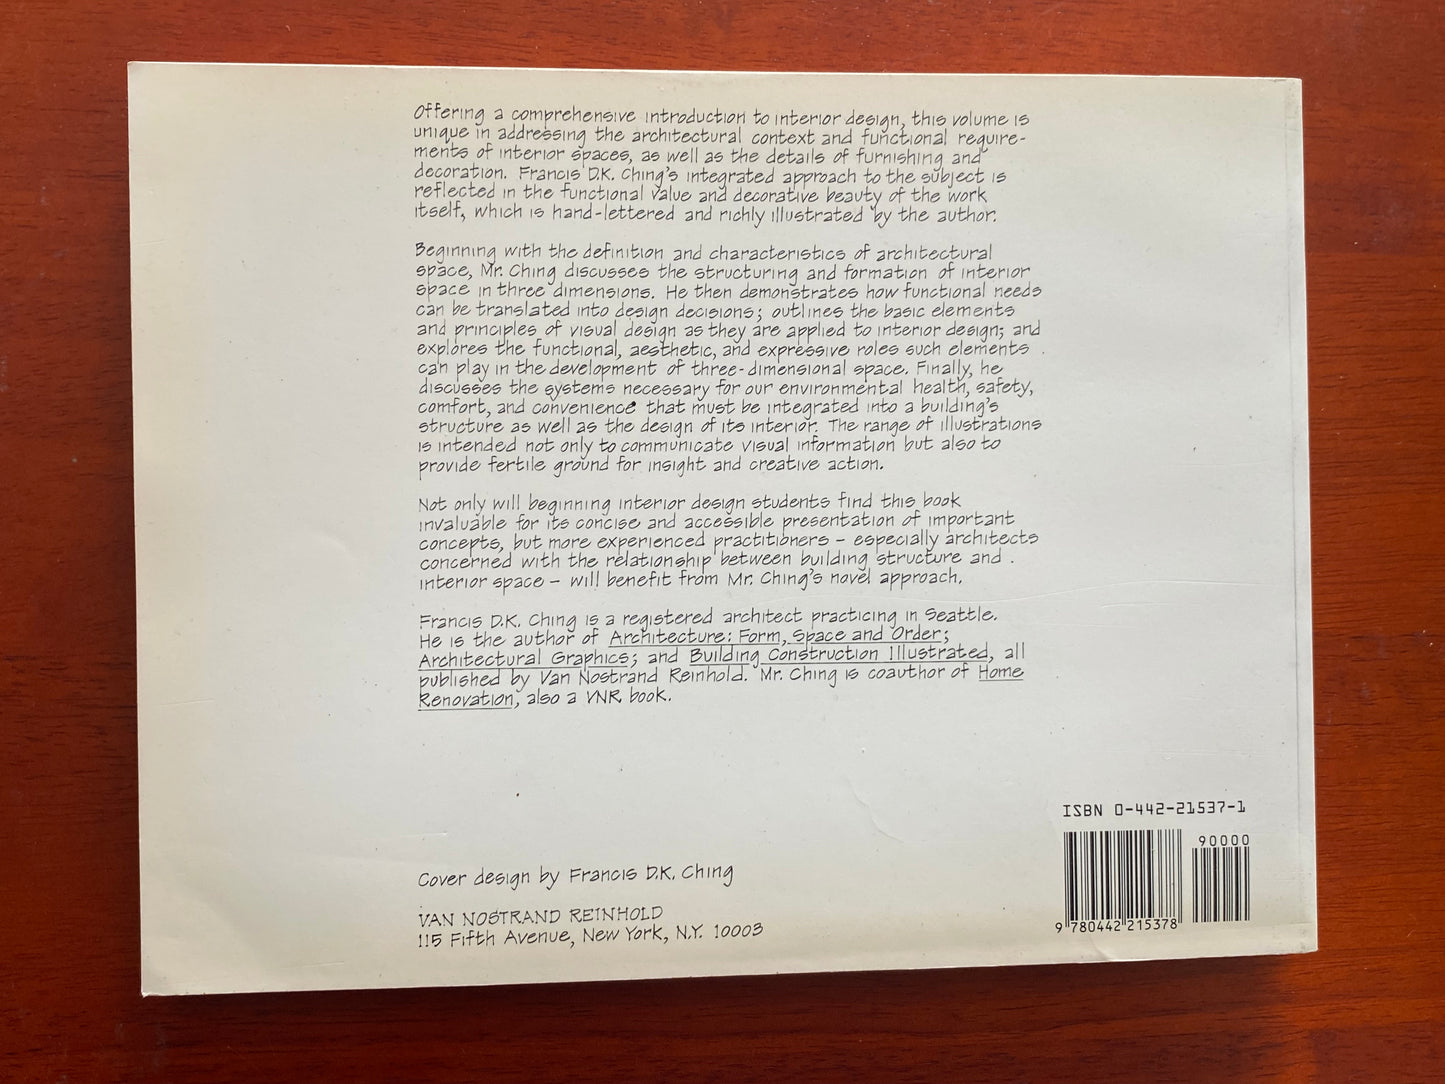 Offering a comprehensive introduction to interior design, this volume is
unique in addressing the architectural context and functional require-
ments of interior spaces, as well as the details of furnishing and
decoration. Francis D.K. Ching's integrated approach to the subject is
reflected in the functional value and decorative beauty of the work
itself, which is hand-lettered and richly illustrated by the author.
Beginning with the definition and characteristics of architectural
space, Mr. Ching discusses the structuring and formation of interior
space in three dimensions. He then demonstrates how functional needs
can be translated into design decisions; outlines the basic elements
and principles of visual design as they are applied to interior design; and
explores the functional, aesthetic, and expressive roles such elements
can play in the development of three-dimensional space. Finally, he
discusses the systems necessary for our environmental health, safety,
comfort, and convenience that must be integrated into a building's
structure as well as the design of its interior. The range of illustrations
is intended not only to communicate visual information but also to
provide fertile ground for insight and creative action.
Not only will beginning interior design students find this book
invaluable for its concise and accessible presentation of important
concepts, but more experienced practitioners – especially architects
concerned with the relationship between building structure and
interior space – will benefit from Mr. Ching's novel approach.
Francis D.K. Ching is a registered architect practicing in Seattle.
He is the author of Architecture: Form, Space and Order;
Architectural Graphics; and Building Construction Illustrated, all
published by Van Nostrand Reinhold. Mr. Ching is coauthor of Home
Renovation, also a VNR book.
Cover design by Francis D.K. Ching
VAN NOSTRAND REINHOLD
115 Fifth Avenue, New York, N.Y. 10003
ISBN 0-442-21537-1
90000
9 780442 215378